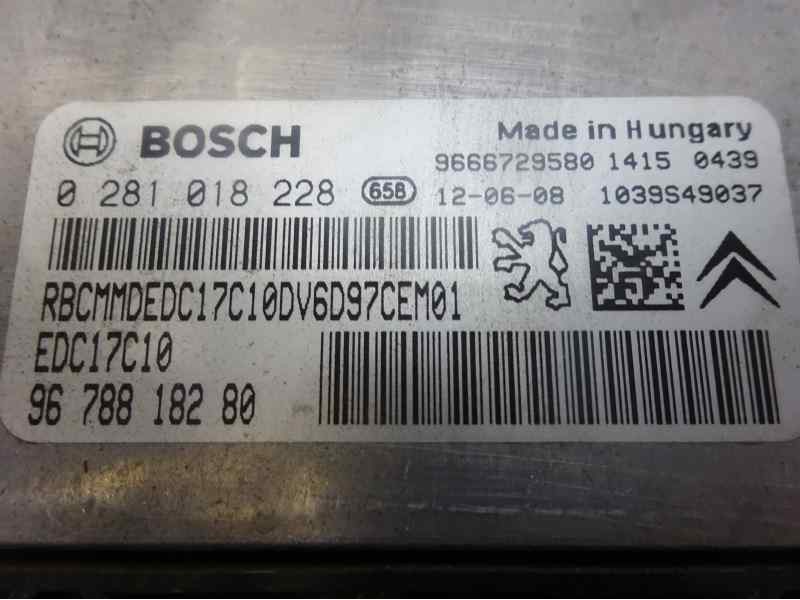 BOSCH
Made in Hungary
9666729580 1415 0439
0 281 018 228 658 12-06-08 1039S49037
RBCMMDEDC17C10DV6D97CEM01
EDC17C10
96 788 182 80